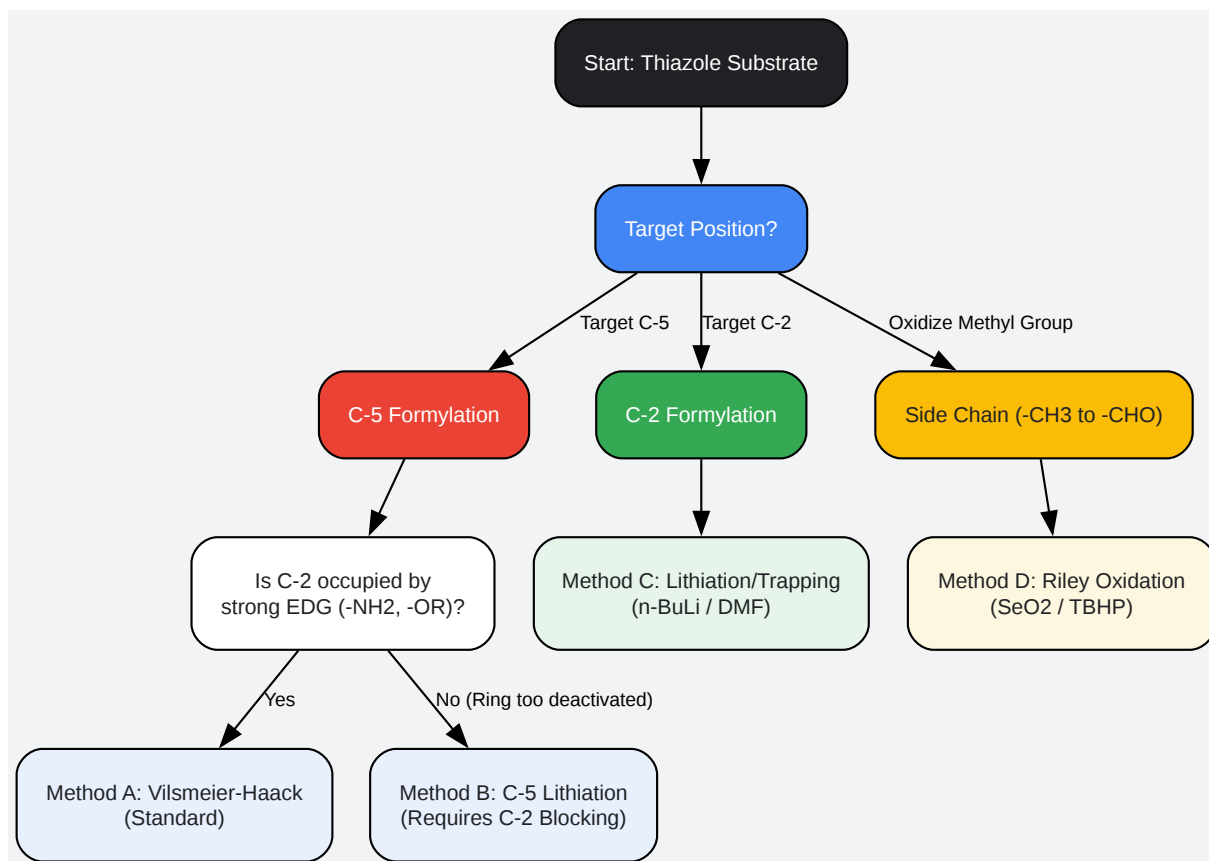 Start: Thiazole Substrate
Target Position?
Target C-5
Target C-2
Oxidize Methyl Group
C-5 Formylation
C-2 Formylation
Side Chain (-CH3 to -CHO)
Is C-2 occupied by
strong EDG (-NH2, -OR)?
Method C: Lithiation/Trapping
(n-BuLi / DMF)
Method D: Riley Oxidation
(SeO2 / TBHP)
Yes
No (Ring too deactivated)
Method A: Vilsmeier-Haack
(Standard)
Method B: C-5 Lithiation
(Requires C-2 Blocking)